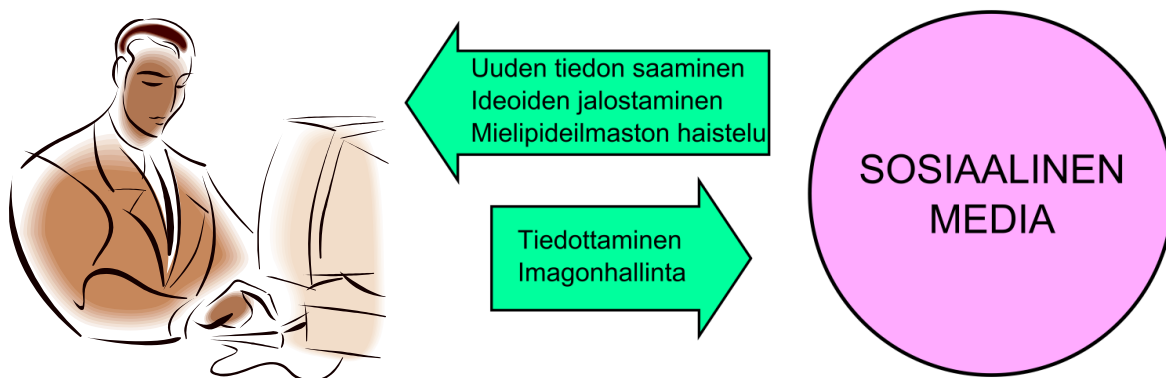 Uuden tiedon saaminen
Ideoiden jalostaminen
Mielipideilmaston haistelu
Tiedottaminen
Imagonhallinta
SOSIAALINEN
MEDIA